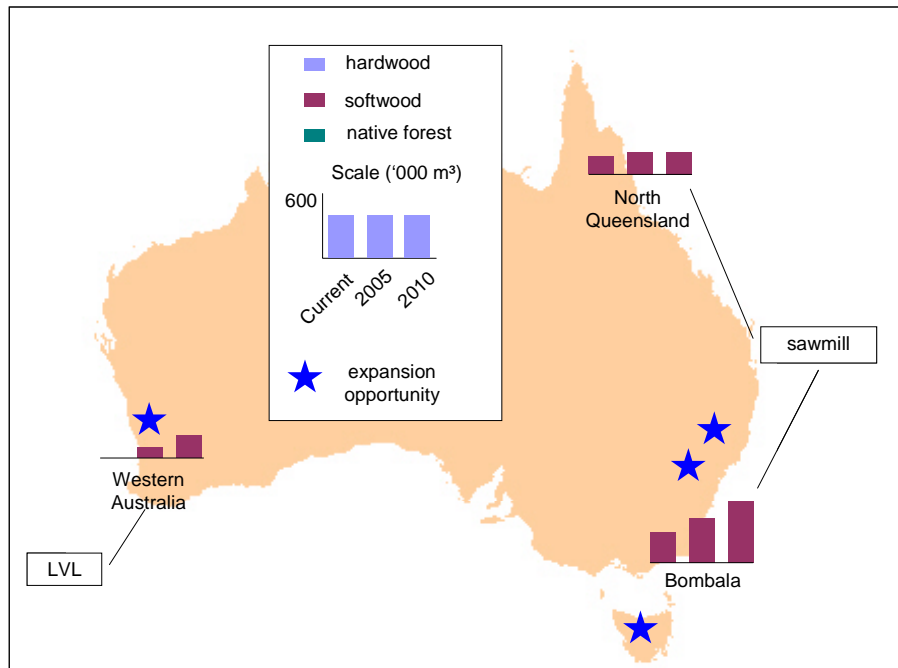 hardwood
softwood
native forest
Scale (‘000 m³)
600
Current
2005
2010
expansion
opportunity
North
Queensland
sawmill
Western
Australia
LVL
Bombala